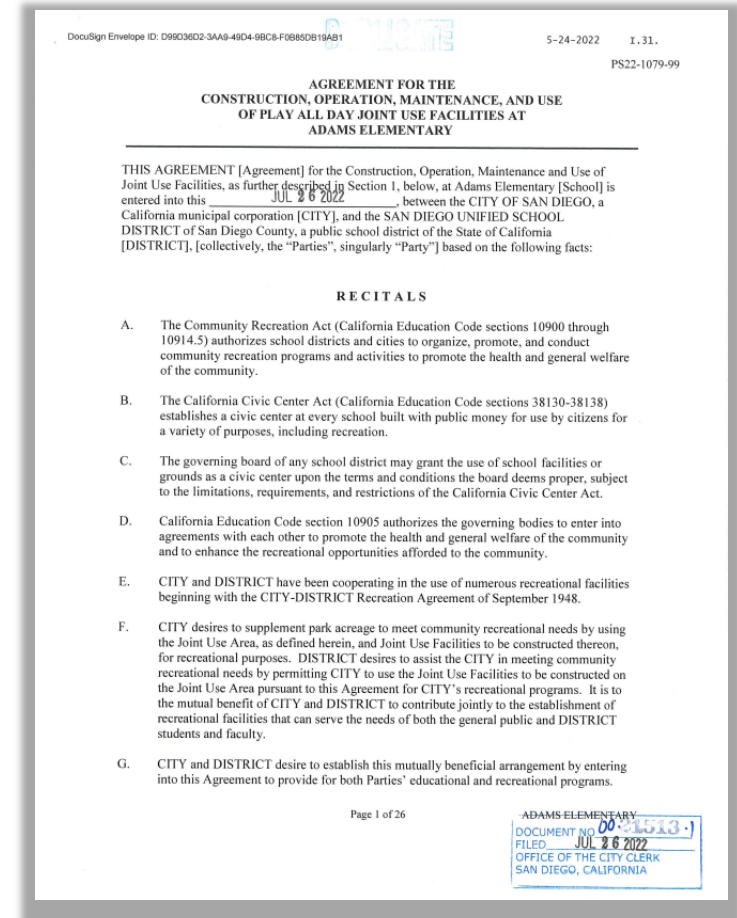 DocuSign Envelope ID: D99D36D2-3AA9-49D4-9BC8-F0B85DB19AB1
5-24-2022 I.31.
PS22-1079-99
AGREEMENT FOR THE
CONSTRUCTION, OPERATION, MAINTENANCE, AND USE
OF PLAY ALL DAY JOINT USE FACILITIES AT
ADAMS ELEMENTARY
THIS AGREEMENT [Agreement] for the Construction, Operation, Maintenance and Use of
Joint Use Facilities, as further described in Section 1, below, at Adams Elementary [School] is
entered into this JUL 26 2022, between the CITY OF SAN DIEGO, a
California municipal corporation [CITY], and the SAN DIEGO UNIFIED SCHOOL
DISTRICT of San Diego County, a public school district of the State of California
[DISTRICT], [collectively, the “Parties”, singularly “Party”] based on the following facts:
RECITALS
A. The Community Recreation Act (California Education Code sections 10900 through
10914.5) authorizes school districts and cities to organize, promote, and conduct
community recreation programs and activities to promote the health and general welfare
of the community.
B. The California Civic Center Act (California Education Code sections 38130-38138)
establishes a civic center at every school built with public money for use by citizens for
a variety of purposes, including recreation.
C. The governing board of any school district may grant the use of school facilities or
grounds as a civic center upon the terms and conditions the board deems proper, subject
to the limitations, requirements, and restrictions of the California Civic Center Act.
D. California Education Code section 10905 authorizes the governing bodies to enter into
agreements with each other to promote the health and general welfare of the community
and to enhance the recreational opportunities afforded to the community.
E. CITY and DISTRICT have been cooperating in the use of numerous recreational facilities
beginning with the CITY-DISTRICT Recreation Agreement of September 1948.
F. CITY desires to supplement park acreage to meet community recreational needs by using
the Joint Use Area, as defined herein, and Joint Use Facilities to be constructed thereon,
for recreational purposes. DISTRICT desires to assist the CITY in meeting community
recreational needs by permitting CITY to use the Joint Use Facilities to be constructed on
the Joint Use Area pursuant to this Agreement for CITY’s recreational programs. It is to
the mutual benefit of CITY and DISTRICT to contribute jointly to the establishment of
recreational facilities that can serve the needs of both the general public and DISTRICT
students and faculty.
G. CITY and DISTRICT desire to establish this mutually beneficial arrangement by entering
into this Agreement to provide for both Parties’ educational and recreational programs.
Page 1 of 26
ADAMS ELEMENTARY
DOCUMENT NO
FILED JUL 26 2022
OFFICE OF THE CITY CLERK
SAN DIEGO, CALIFORNIA